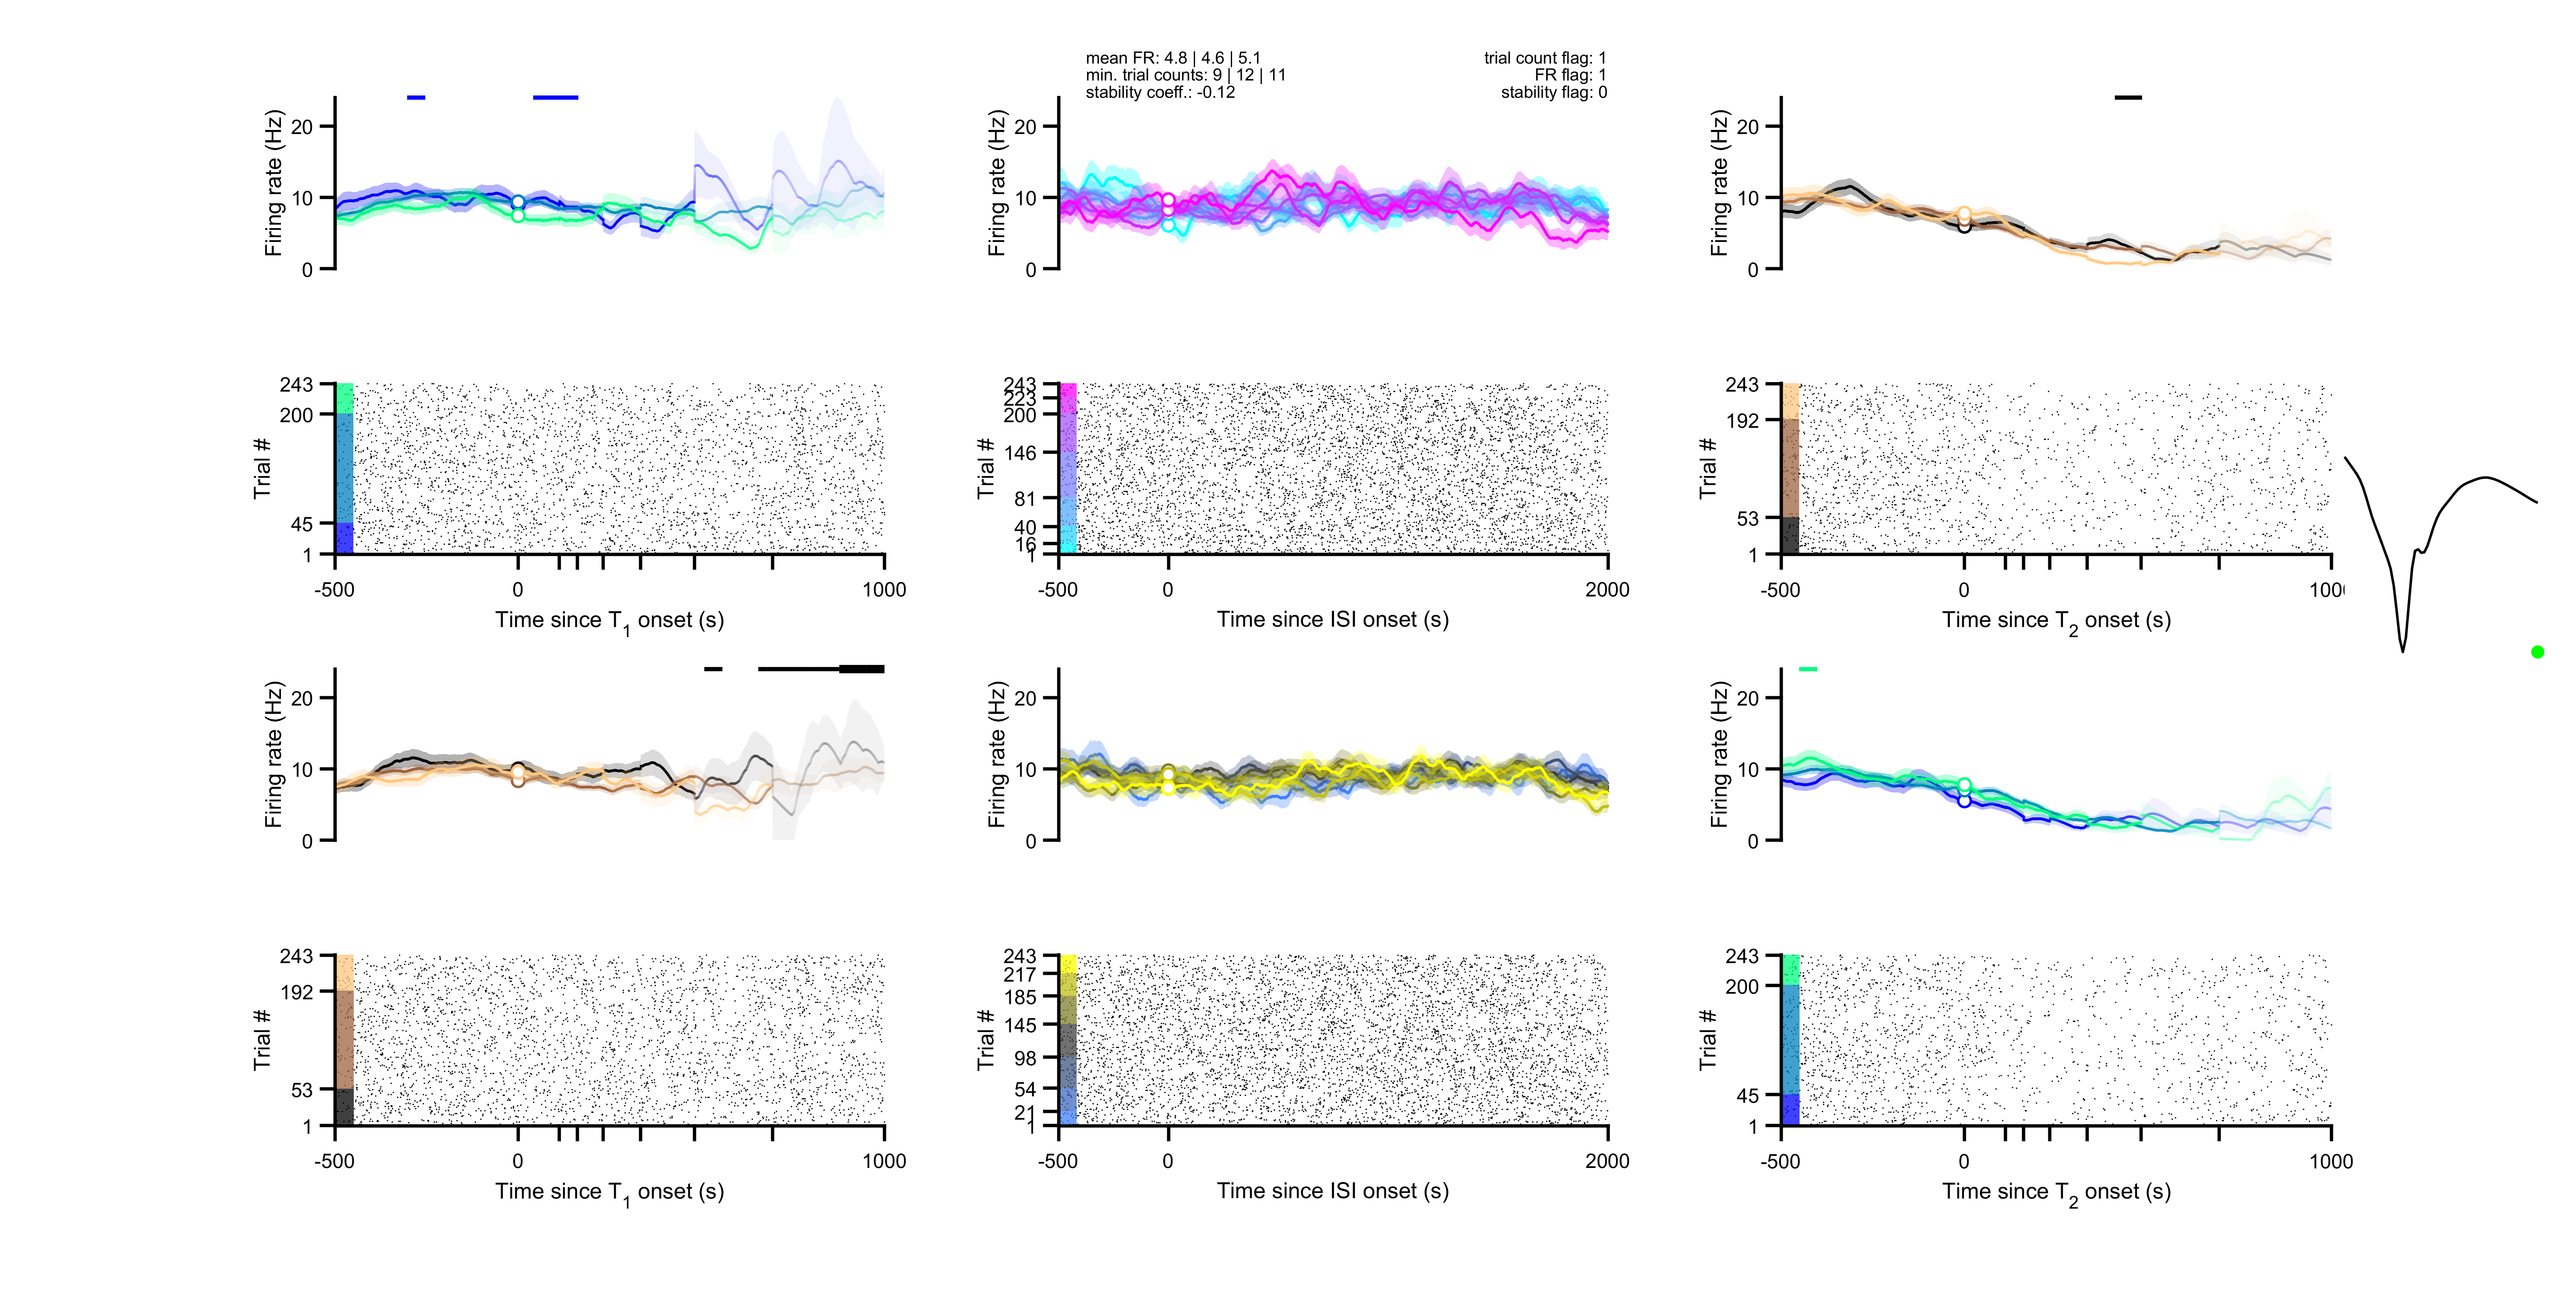 mean FR: 4.8 | 4.6 | 5.1
min. trial counts: 9 | 12 | 11
stability coeff.: -0.12
trial count flag: 1
FR flag: 1
stability flag: 0
Firing rate (Hz)
20
10
0
Firing rate (Hz)
20
10
0
Firing rate (Hz)
20
10
0
Trial #
243
200
45
1
-500
0
1000
Time since T1 onset (s)
Trial #
243
223
200
146
81
40
16
1
-500
0
2000
Time since ISI onset (s)
Trial #
243
192
53
1
-500
0
1000
Time since T2 onset (s)
Firing rate (Hz)
20
10
0
Firing rate (Hz)
20
10
0
Firing rate (Hz)
20
10
0
Trial #
243
192
53
1
-500
0
1000
Time since T1 onset (s)
Trial #
243
217
185
145
98
54
21
1
-500
0
2000
Time since ISI onset (s)
Trial #
243
200
45
1
-500
0
1000
Time since T2 onset (s)